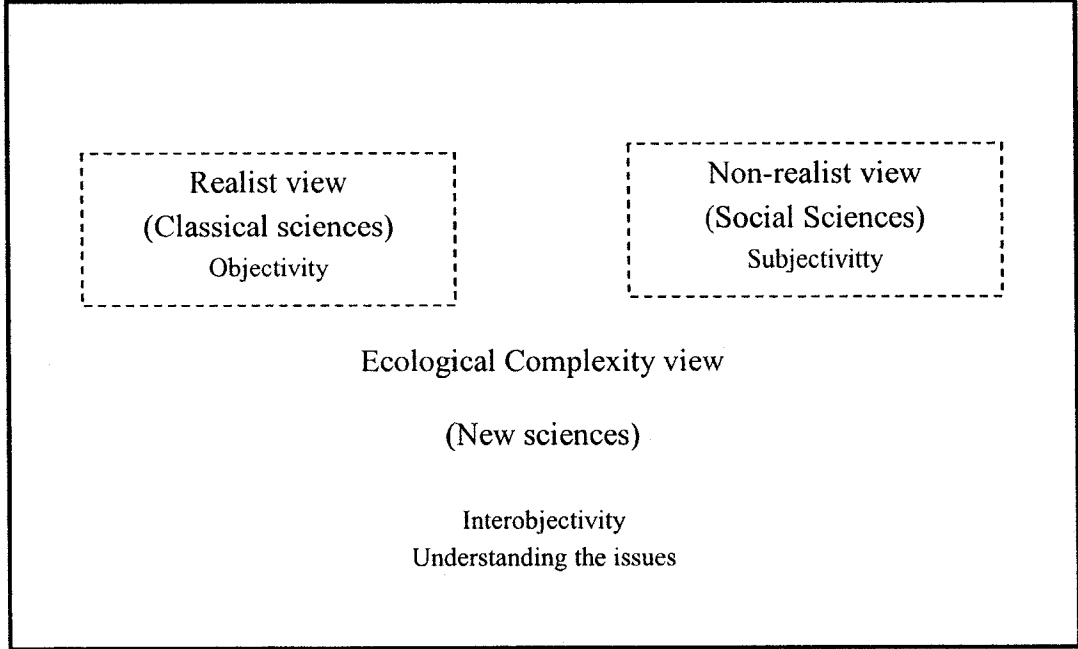 Realist view
(Classical sciences)
Objectivity
Non-realist view
(Social Sciences)
Subjectivitty
Ecological Complexity view
(New sciences)
Interobjectivity
Understanding the issues